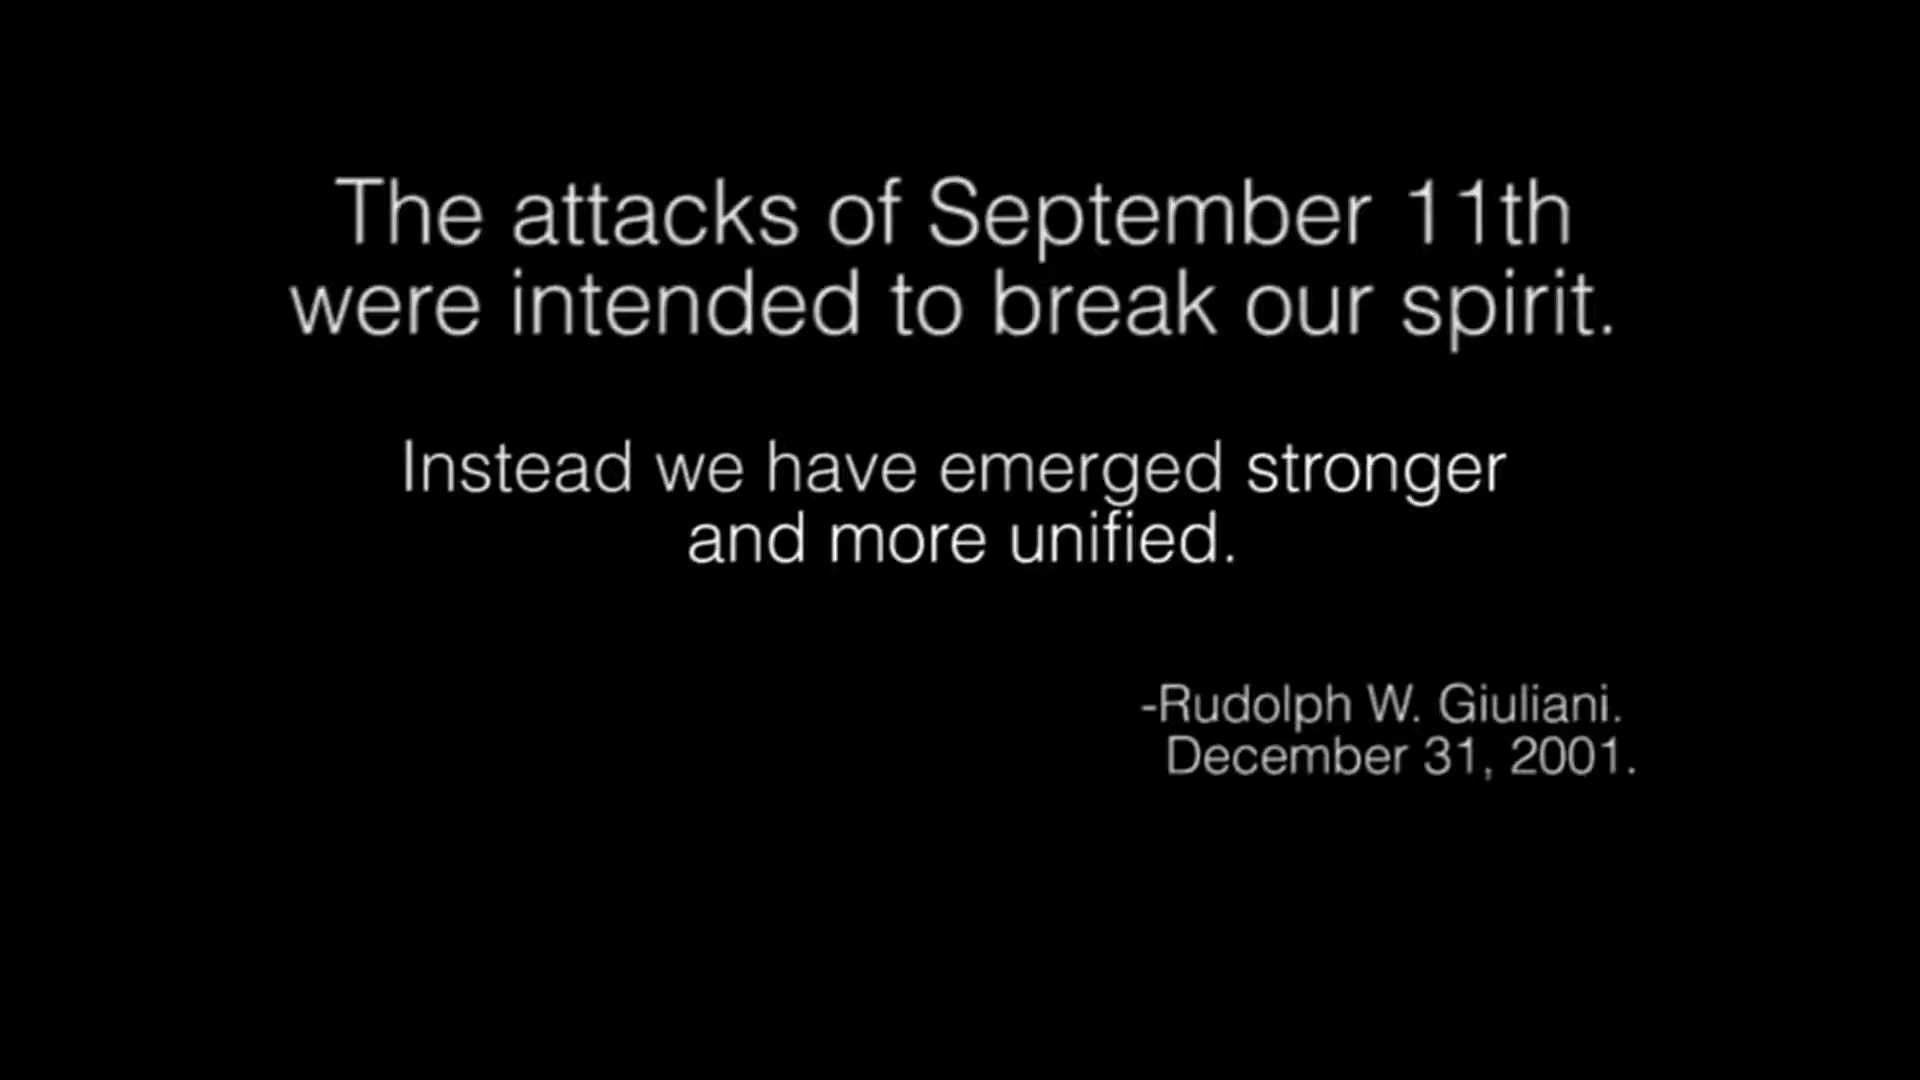 The attacks of September 11th
were intended to break our spirit.
Instead we have emerged stronger
and more unified.
-Rudolph W. Giuliani.
December 31, 2001.